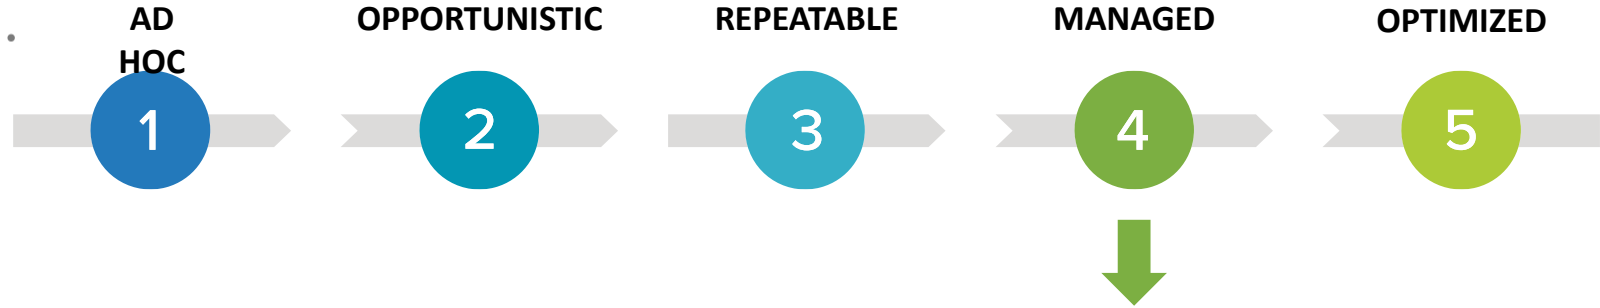 AD
HOC
OPPORTUNISTIC
REPEATABLE
MANAGED
OPTIMIZED
1
2
3
4
5